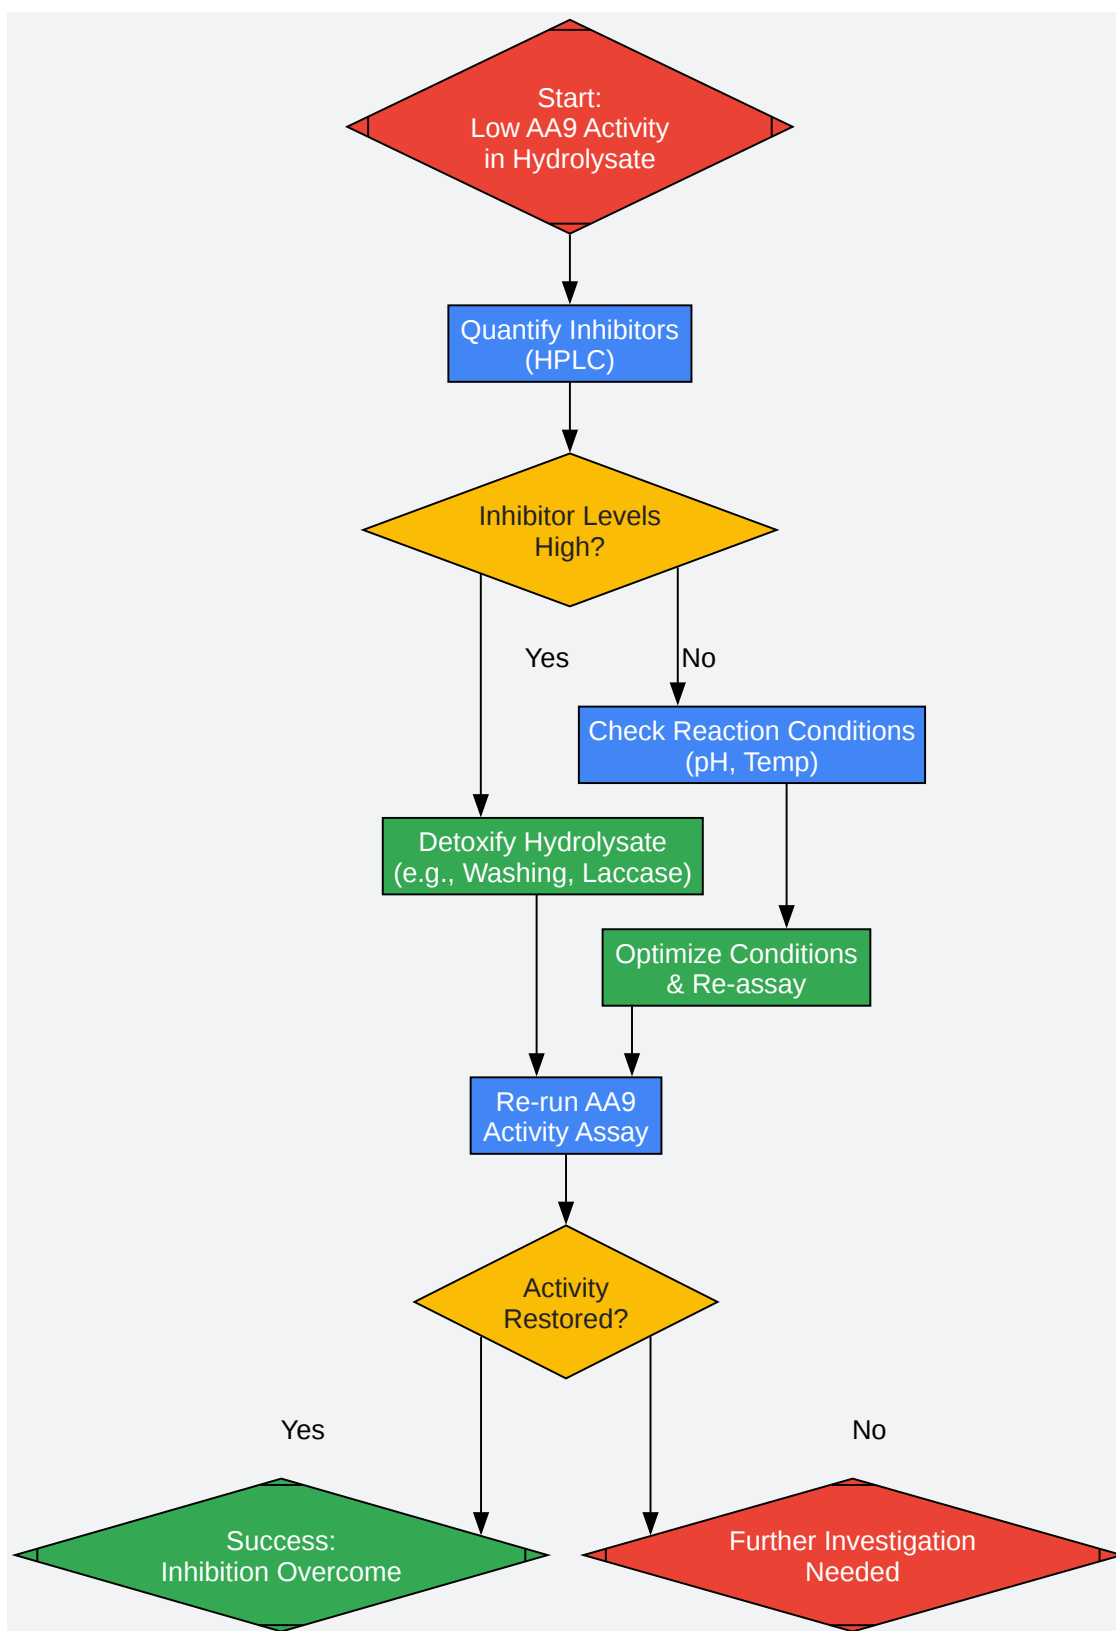 Start:
Low AA9 Activity
in Hydrolysate
Quantify Inhibitors
(HPLC)
Inhibitor Levels
High?
Yes
No
Check Reaction Conditions
(pH, Temp)
Detoxify Hydrolysate
(e.g., Washing, Laccase)
Optimize Conditions
& Re-assay
Re-run AA9
Activity Assay
Activity
Restored?
Yes
No
Success:
Inhibition Overcome
Further Investigation
Needed